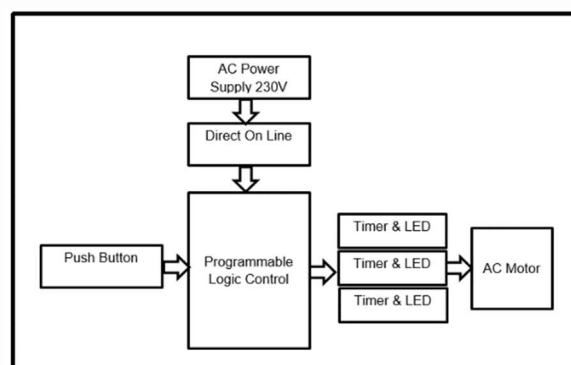 AC Power
Supply 230V
Direct On Line
Push Button
Programmable
Logic Control
Timer & LED
Timer & LED
Timer & LED
AC Motor